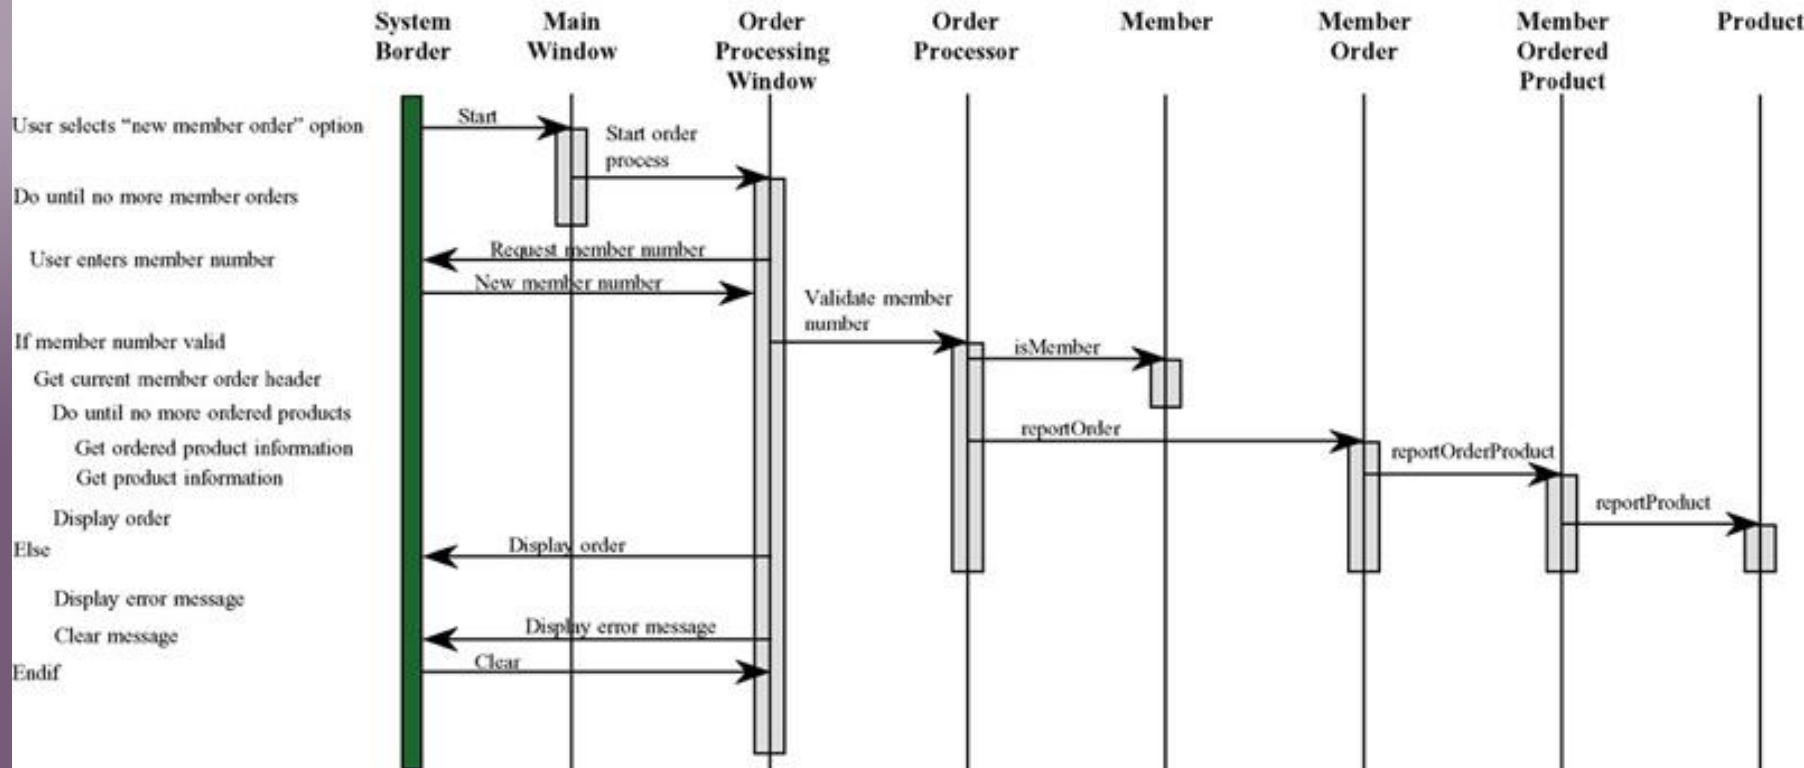 System
Border
Main
Window
Order
Processing
Window
Order
Processor
Member
Member
Order
Member
Ordered
Product
Product
User selects “new member order” option
Start
Start order
process
Do until no more member orders
Request member number
User enters member number
New member number
Validate member
number
If member number valid
isMember
Get current member order header
Do until no more ordered products
reportOrder
Get ordered product information
reportOrderProduct
Get product information
reportProduct
Display order
Else
Display order
Display error message
Display error message
Clear message
Clear
Endif